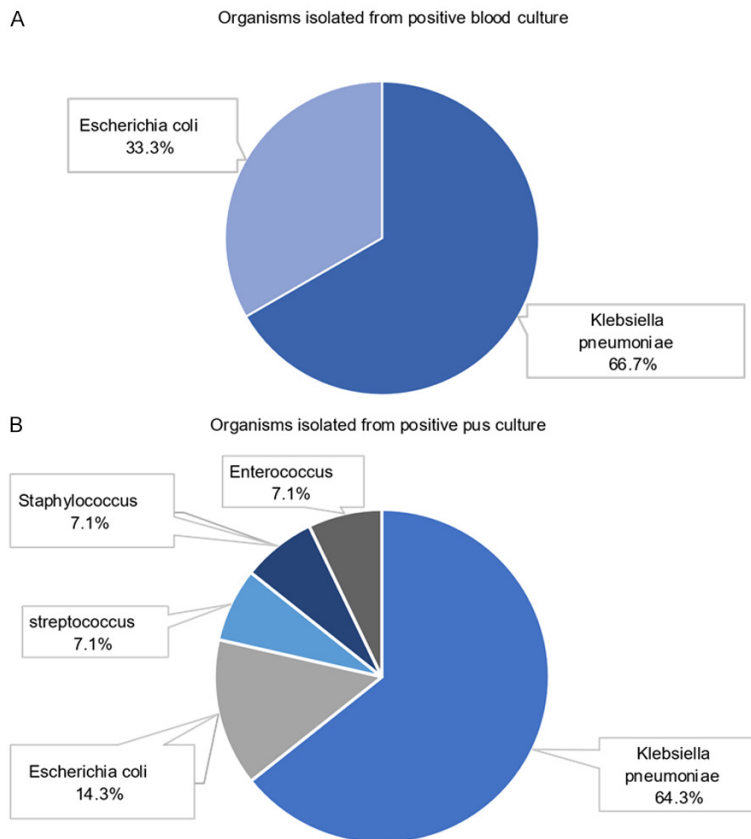 A
Organisms isolated from positive blood culture
Escherichia coli
33.3%
Klebsiella
pneumoniae
66.7%
B
Organisms isolated from positive pus culture
Enterococcus
7.1%
Staphylococcus
7.1%
streptococcus
7.1%
Escherichia coli
14.3%
Klebsiella
pneumoniae
64.3%